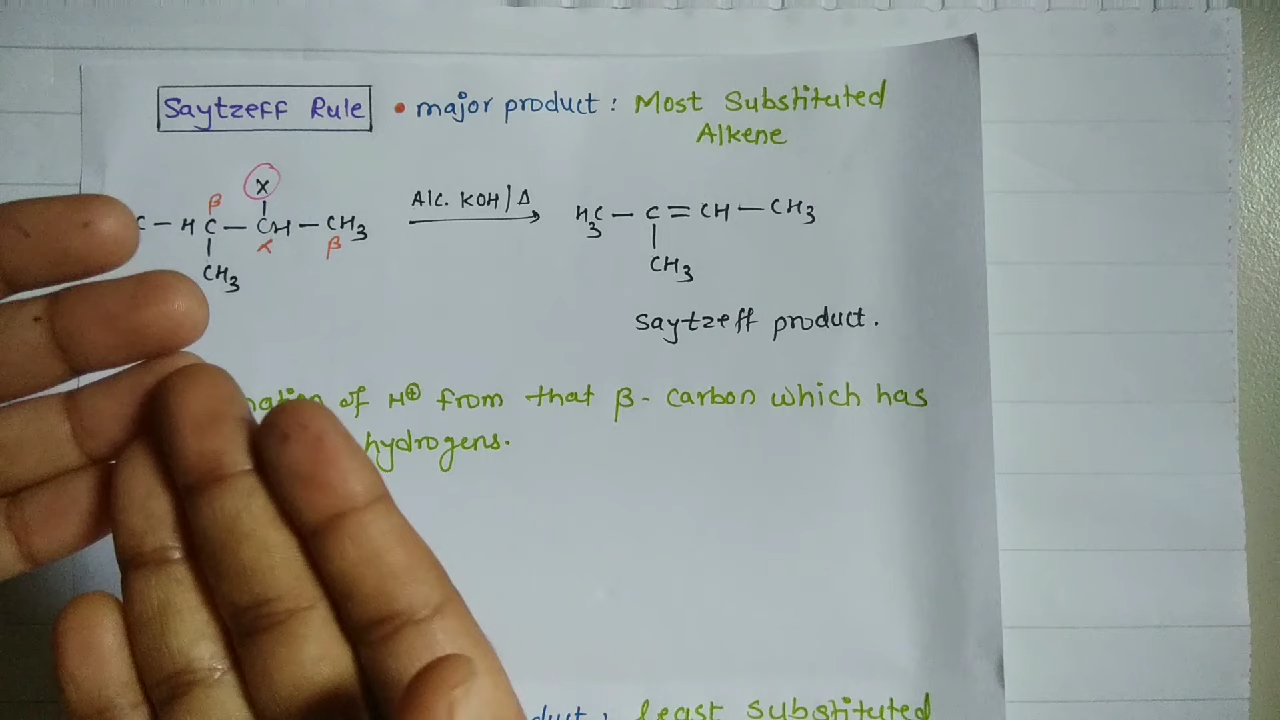 Saytzeff Rule • major product : Most Substituted
Alkene
β X
C — HC — CH — CH3 Alc. KOH/Δ H3C — C = CH — CH3
α β
CH3 CH3
Saytzeff product.
of H⊕ from that β- carbon which has
hydrogens.
least substituted